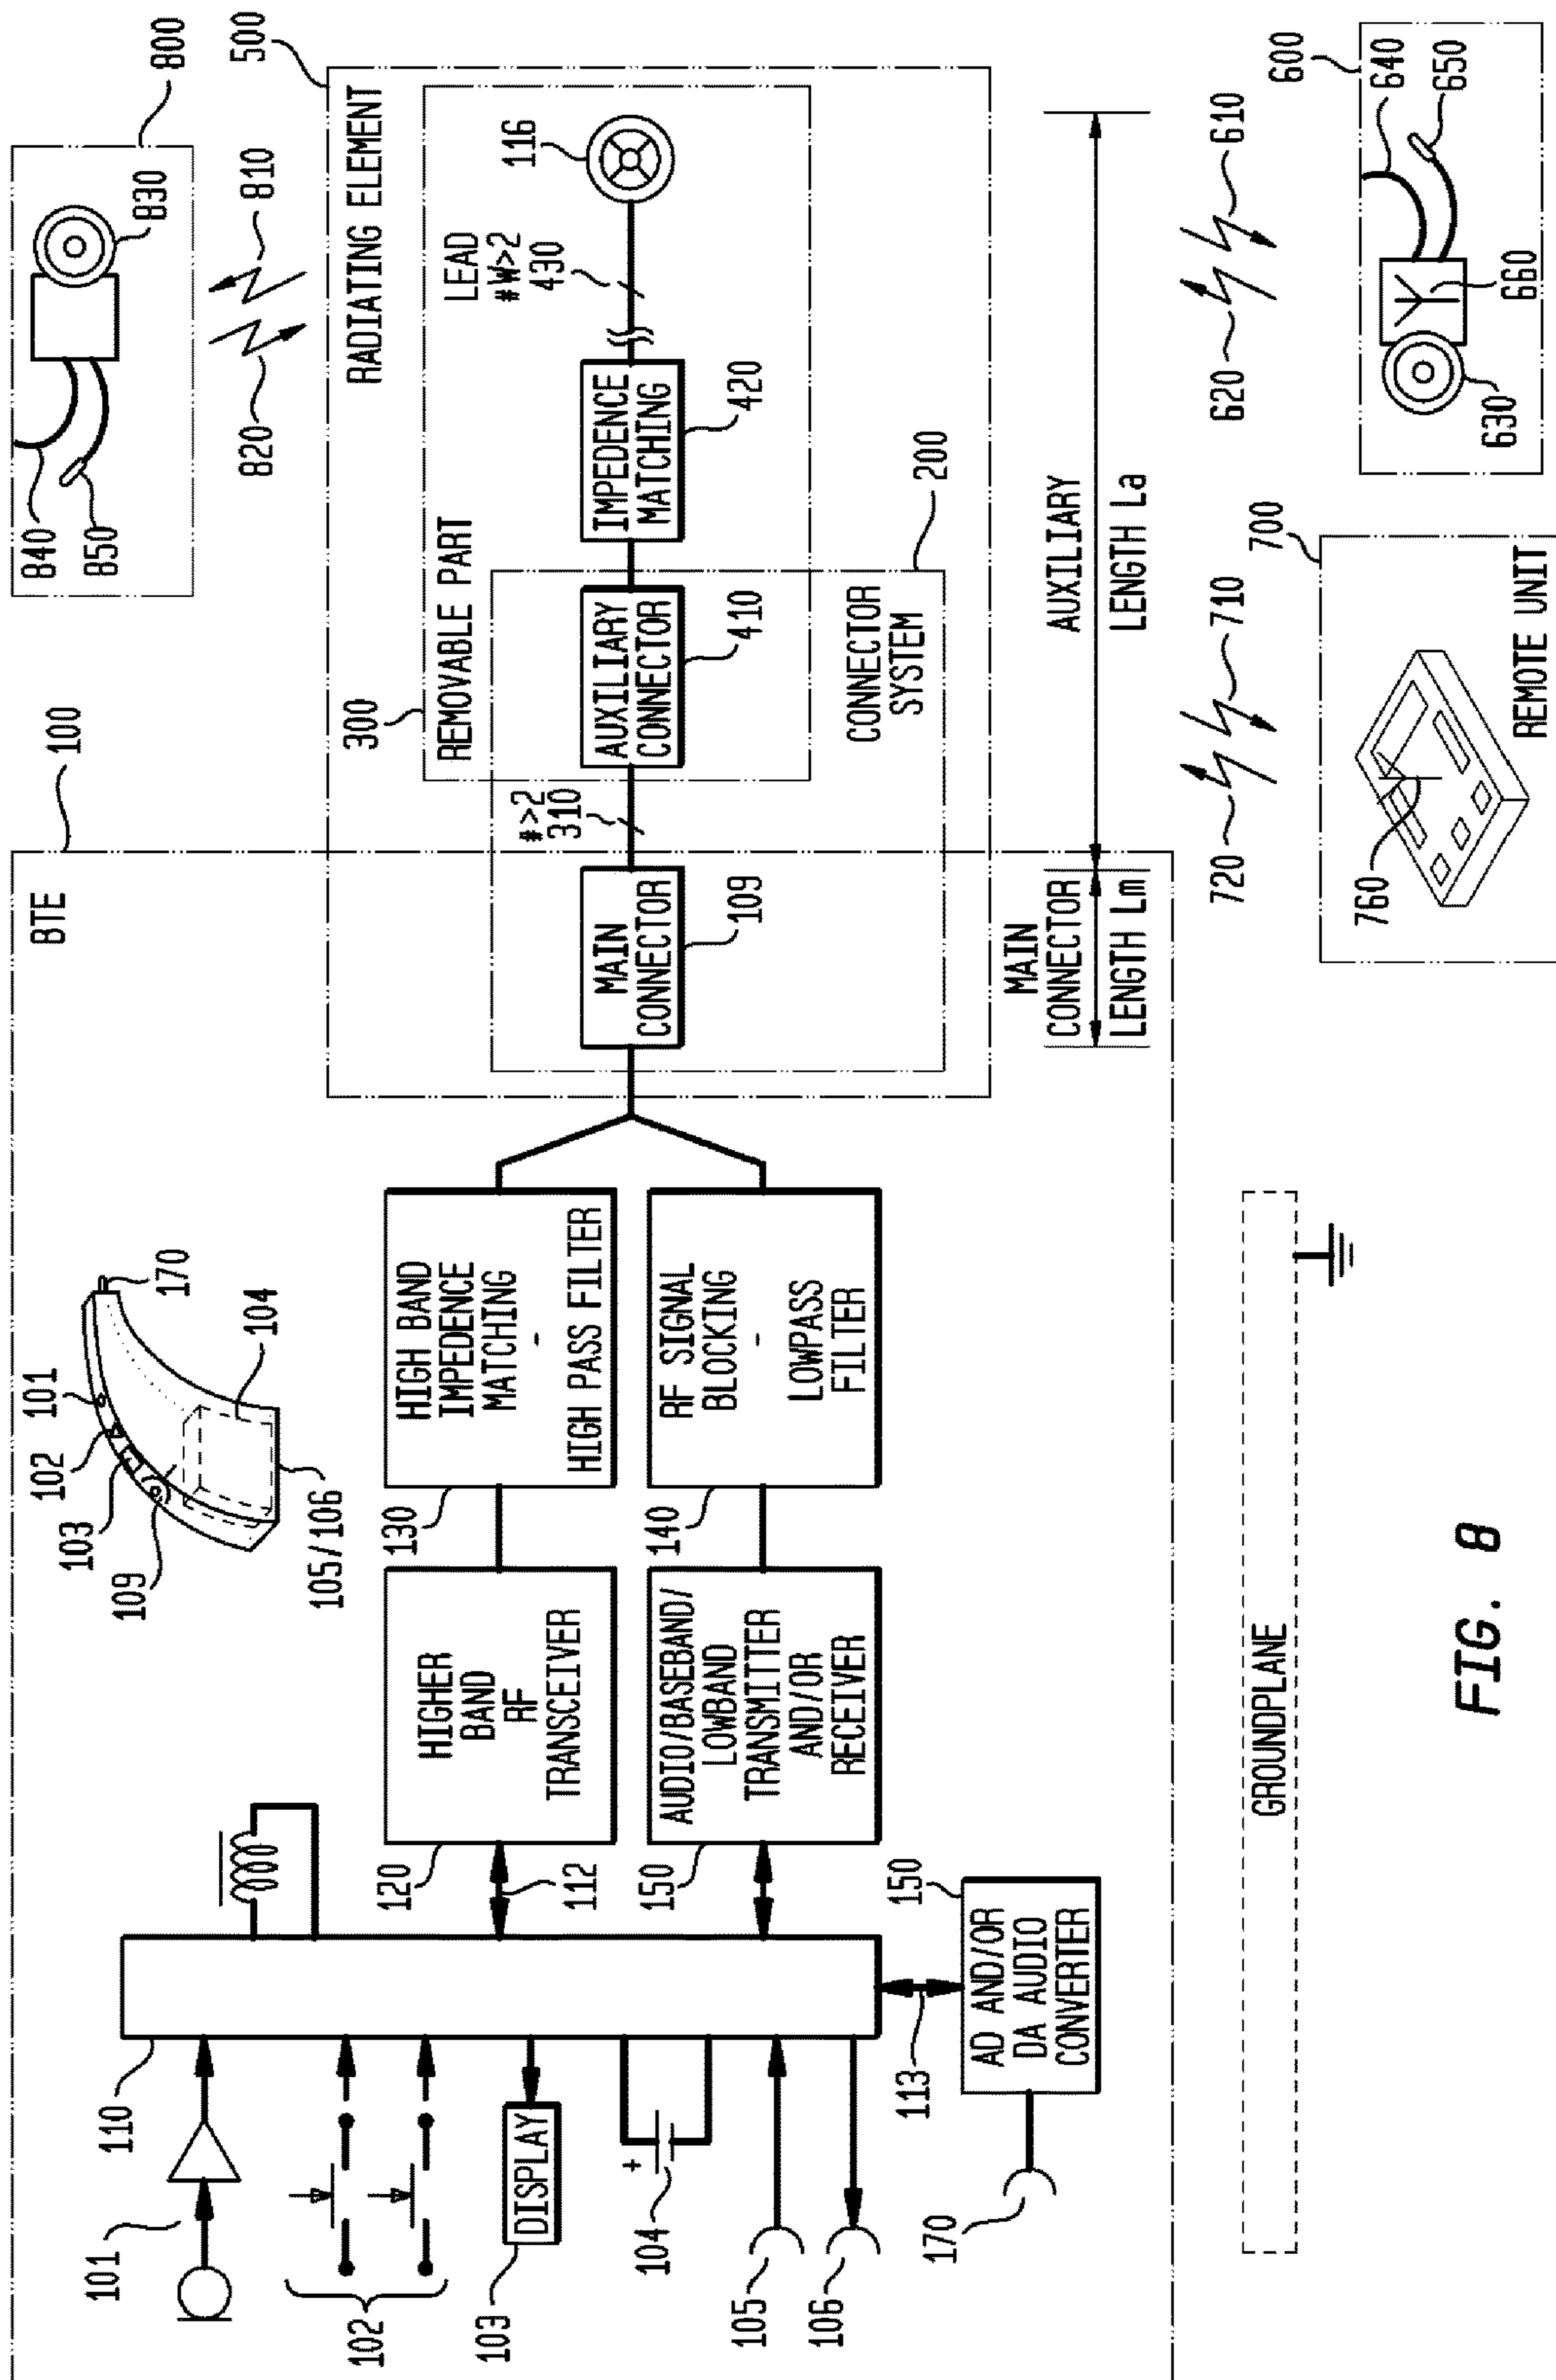 100
BTE
101
102
103
109
105/106
104
170
101
110
102
DISPLAY
103
+
104
105
106
170
113
150
AD AND/OR
DA AUDIO
CONVERTER
120
112
HIGHER
BAND
RF
TRANSCEIVER
150
AUDIO/BASEBAND/
LOWBAND
TRANSMITTER
AND/OR
RECEIVER
130
HIGH BAND
IMPEDENCE
MATCHING
-
HIGH PASS FILTER
140
RF SIGNAL
BLOCKING
-
LOWPASS
FILTER
MAIN
CONNECTOR
109
#>2
310
300
REMOVABLE PART
AUXILIARY
CONNECTOR
410
CONNECTOR
SYSTEM
200
IMPEDENCE
MATCHING
420
LEAD
#W>2
430
116
RADIATING ELEMENT
500
800
840
850
830
820
810
MAIN
CONNECTOR
LENGTH Lm
AUXILIARY
LENGTH La
720
710
620
610
700
760
REMOTE UNIT
600
630
660
640
650
GROUNDPLANE
FIG. 8